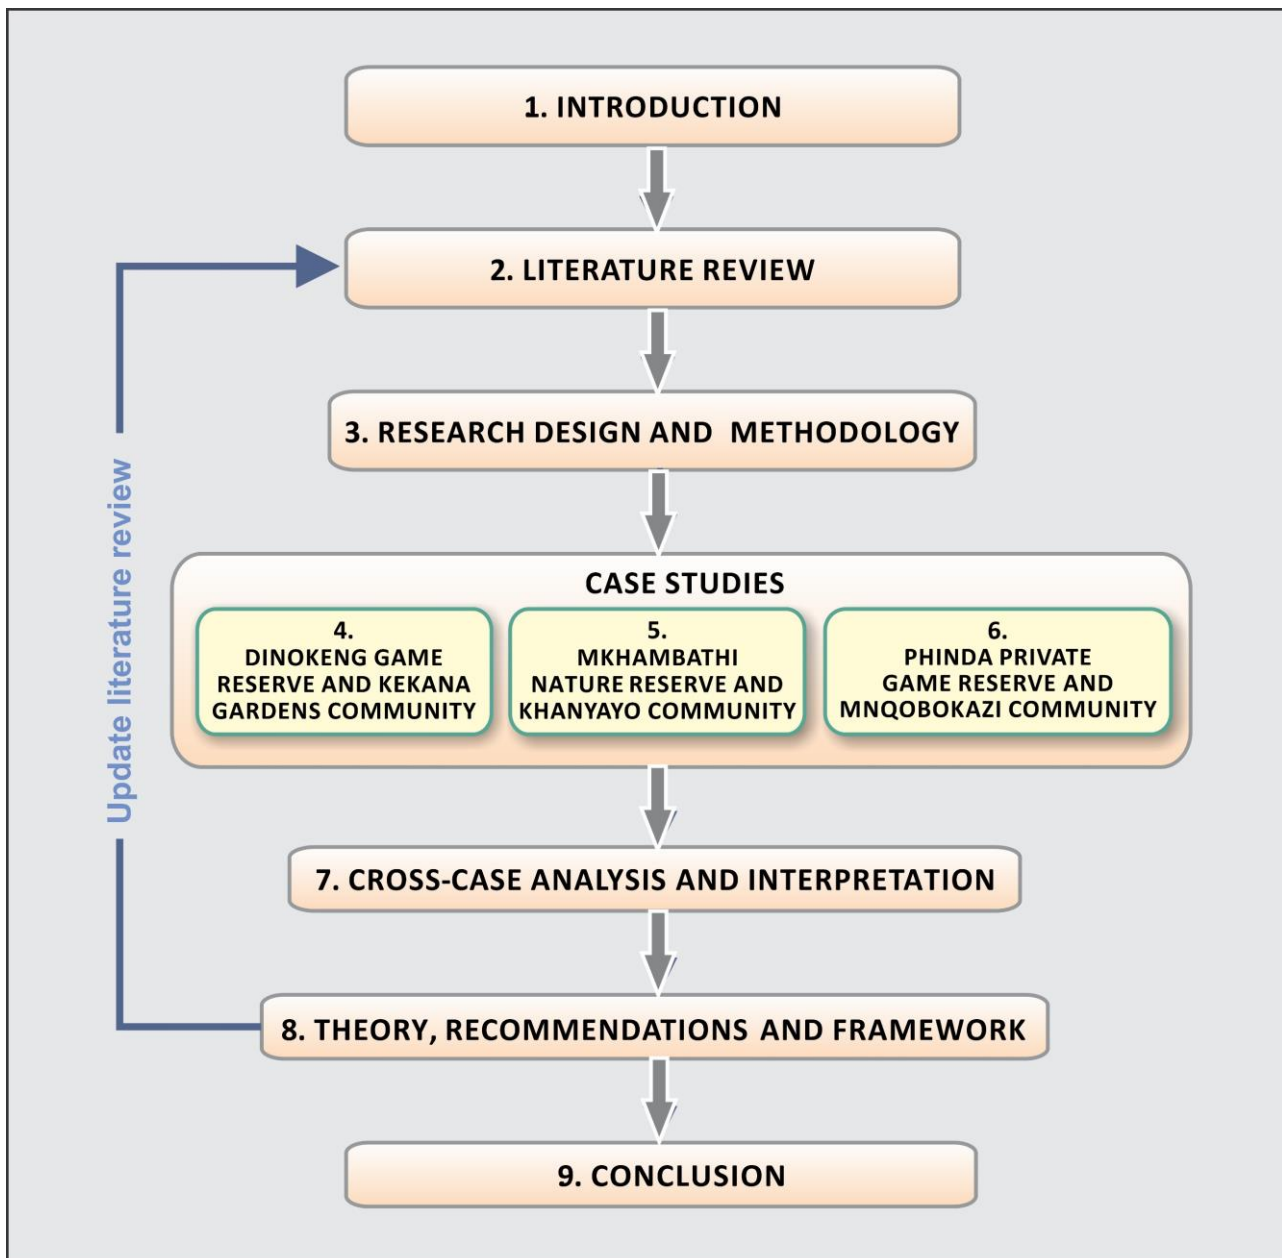 1. INTRODUCTION
2. LITERATURE REVIEW
3. RESEARCH DESIGN AND METHODOLOGY
CASE STUDIES
4.
DINOKENG GAME
RESERVE AND KEKANA
GARDENS COMMUNITY
5.
MKHAMBATHI
NATURE RESERVE AND
KHANYAYO COMMUNITY
6.
PHINDA PRIVATE
GAME RESERVE AND
MNQOBOKAZI COMMUNITY
7. CROSS-CASE ANALYSIS AND INTERPRETATION
8. THEORY, RECOMMENDATIONS AND FRAMEWORK
9. CONCLUSION
Update literature review